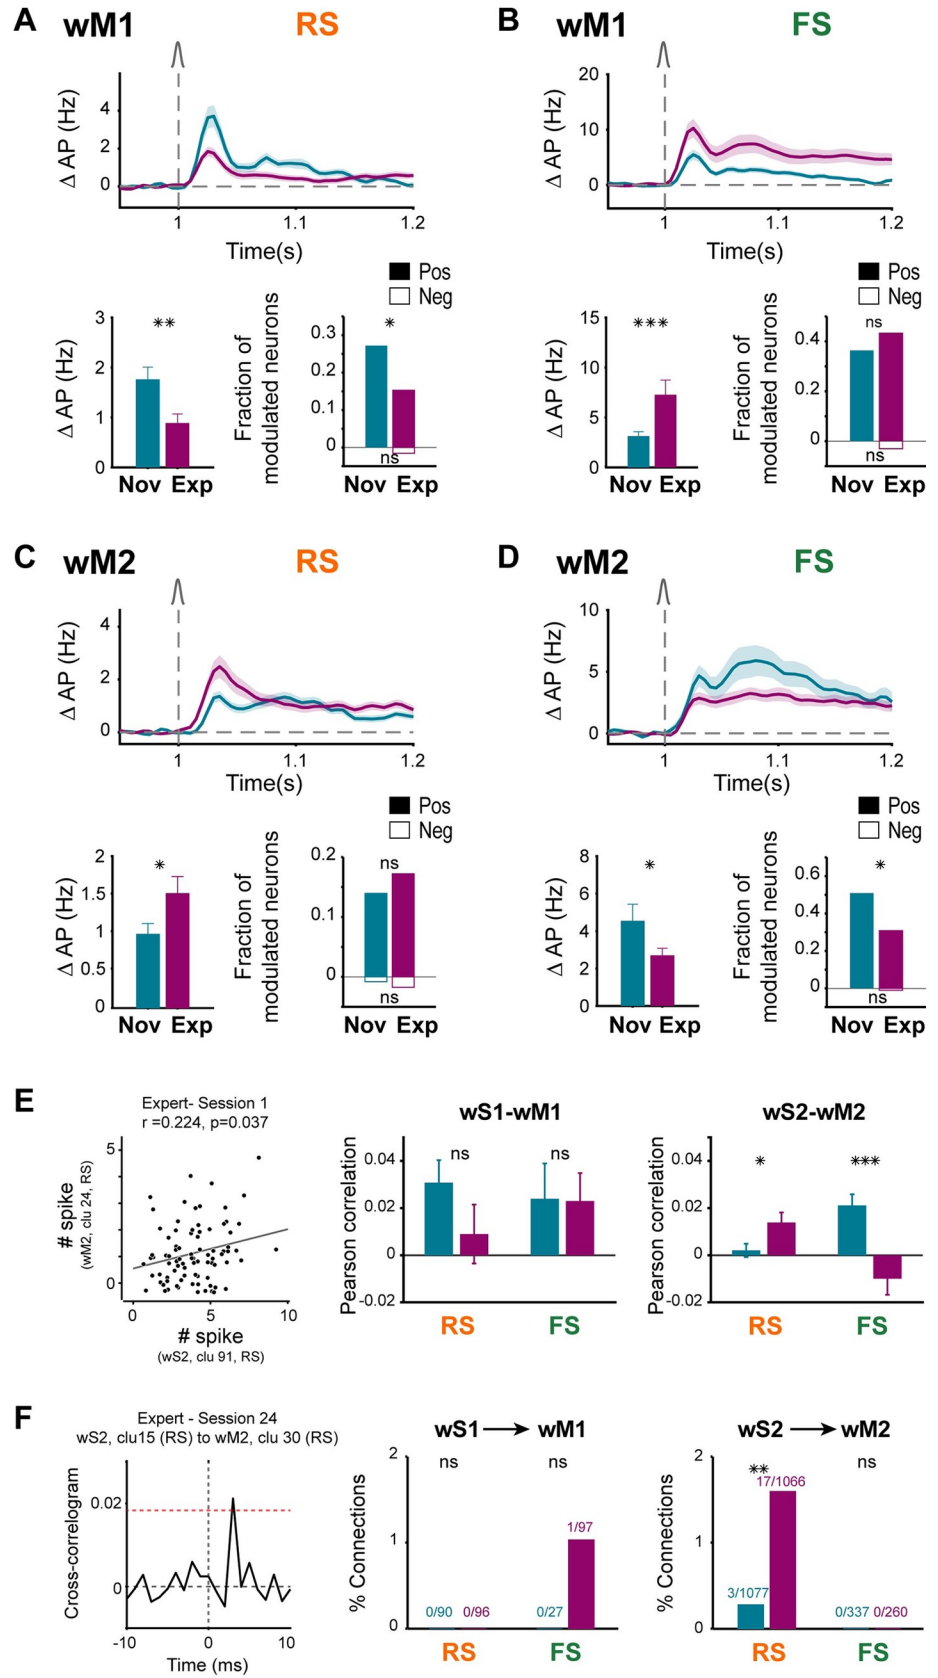 A wM1 RS
Δ AP (Hz)
4
2
0
1 1.1 1.2
Time(s)
Pos
Neg
Δ AP (Hz)
3
2
1
0
**
Nov Exp
Fraction of
modulated neurons
0.3
0.2
0.1
0
*
ns
Nov Exp
B wM1 FS
Δ AP (Hz)
20
10
0
1 1.1 1.2
Time(s)
Pos
Neg
Δ AP (Hz)
15
10
5
0
***
Nov Exp
Fraction of
modulated neurons
0.4
0.2
0
ns
ns
Nov Exp
C wM2 RS
Δ AP (Hz)
4
2
0
1 1.1 1.2
Time(s)
Pos
Neg
Δ AP (Hz)
2
1.5
1
0.5
0
*
Nov Exp
Fraction of
modulated neurons
0.2
0.1
0
ns
ns
Nov Exp
D wM2 FS
Δ AP (Hz)
10
5
0
1 1.1 1.2
Time(s)
Pos
Neg
Δ AP (Hz)
8
6
4
2
0
*
Nov Exp
Fraction of
modulated neurons
0.6
0.4
0.2
0
*
ns
Nov Exp
E
Expert- Session 1
r =0.224, p=0.037
# spike
(wM2, clu 24, RS)
5
0
0 5 10
# spike
(wS2, clu 91, RS)
wS1-wM1
Pearson correlation
0.04
0
-0.02
ns ns
RS FS
wS2-wM2
Pearson correlation
0.04
0
-0.02
* ***
RS FS
F
Expert - Session 24
wS2, clu15 (RS) to wM2, clu 30 (RS)
Cross-correlogram
0.02
0
-10 0 10
Time (ms)
wS1 → wM1
% Connections
2
1
0
ns ns
0/90 0/96 0/27 1/97
RS FS
wS2 → wM2
% Connections
2
1
0
** ns
3/1077 17/1066 0/337 0/260
RS FS